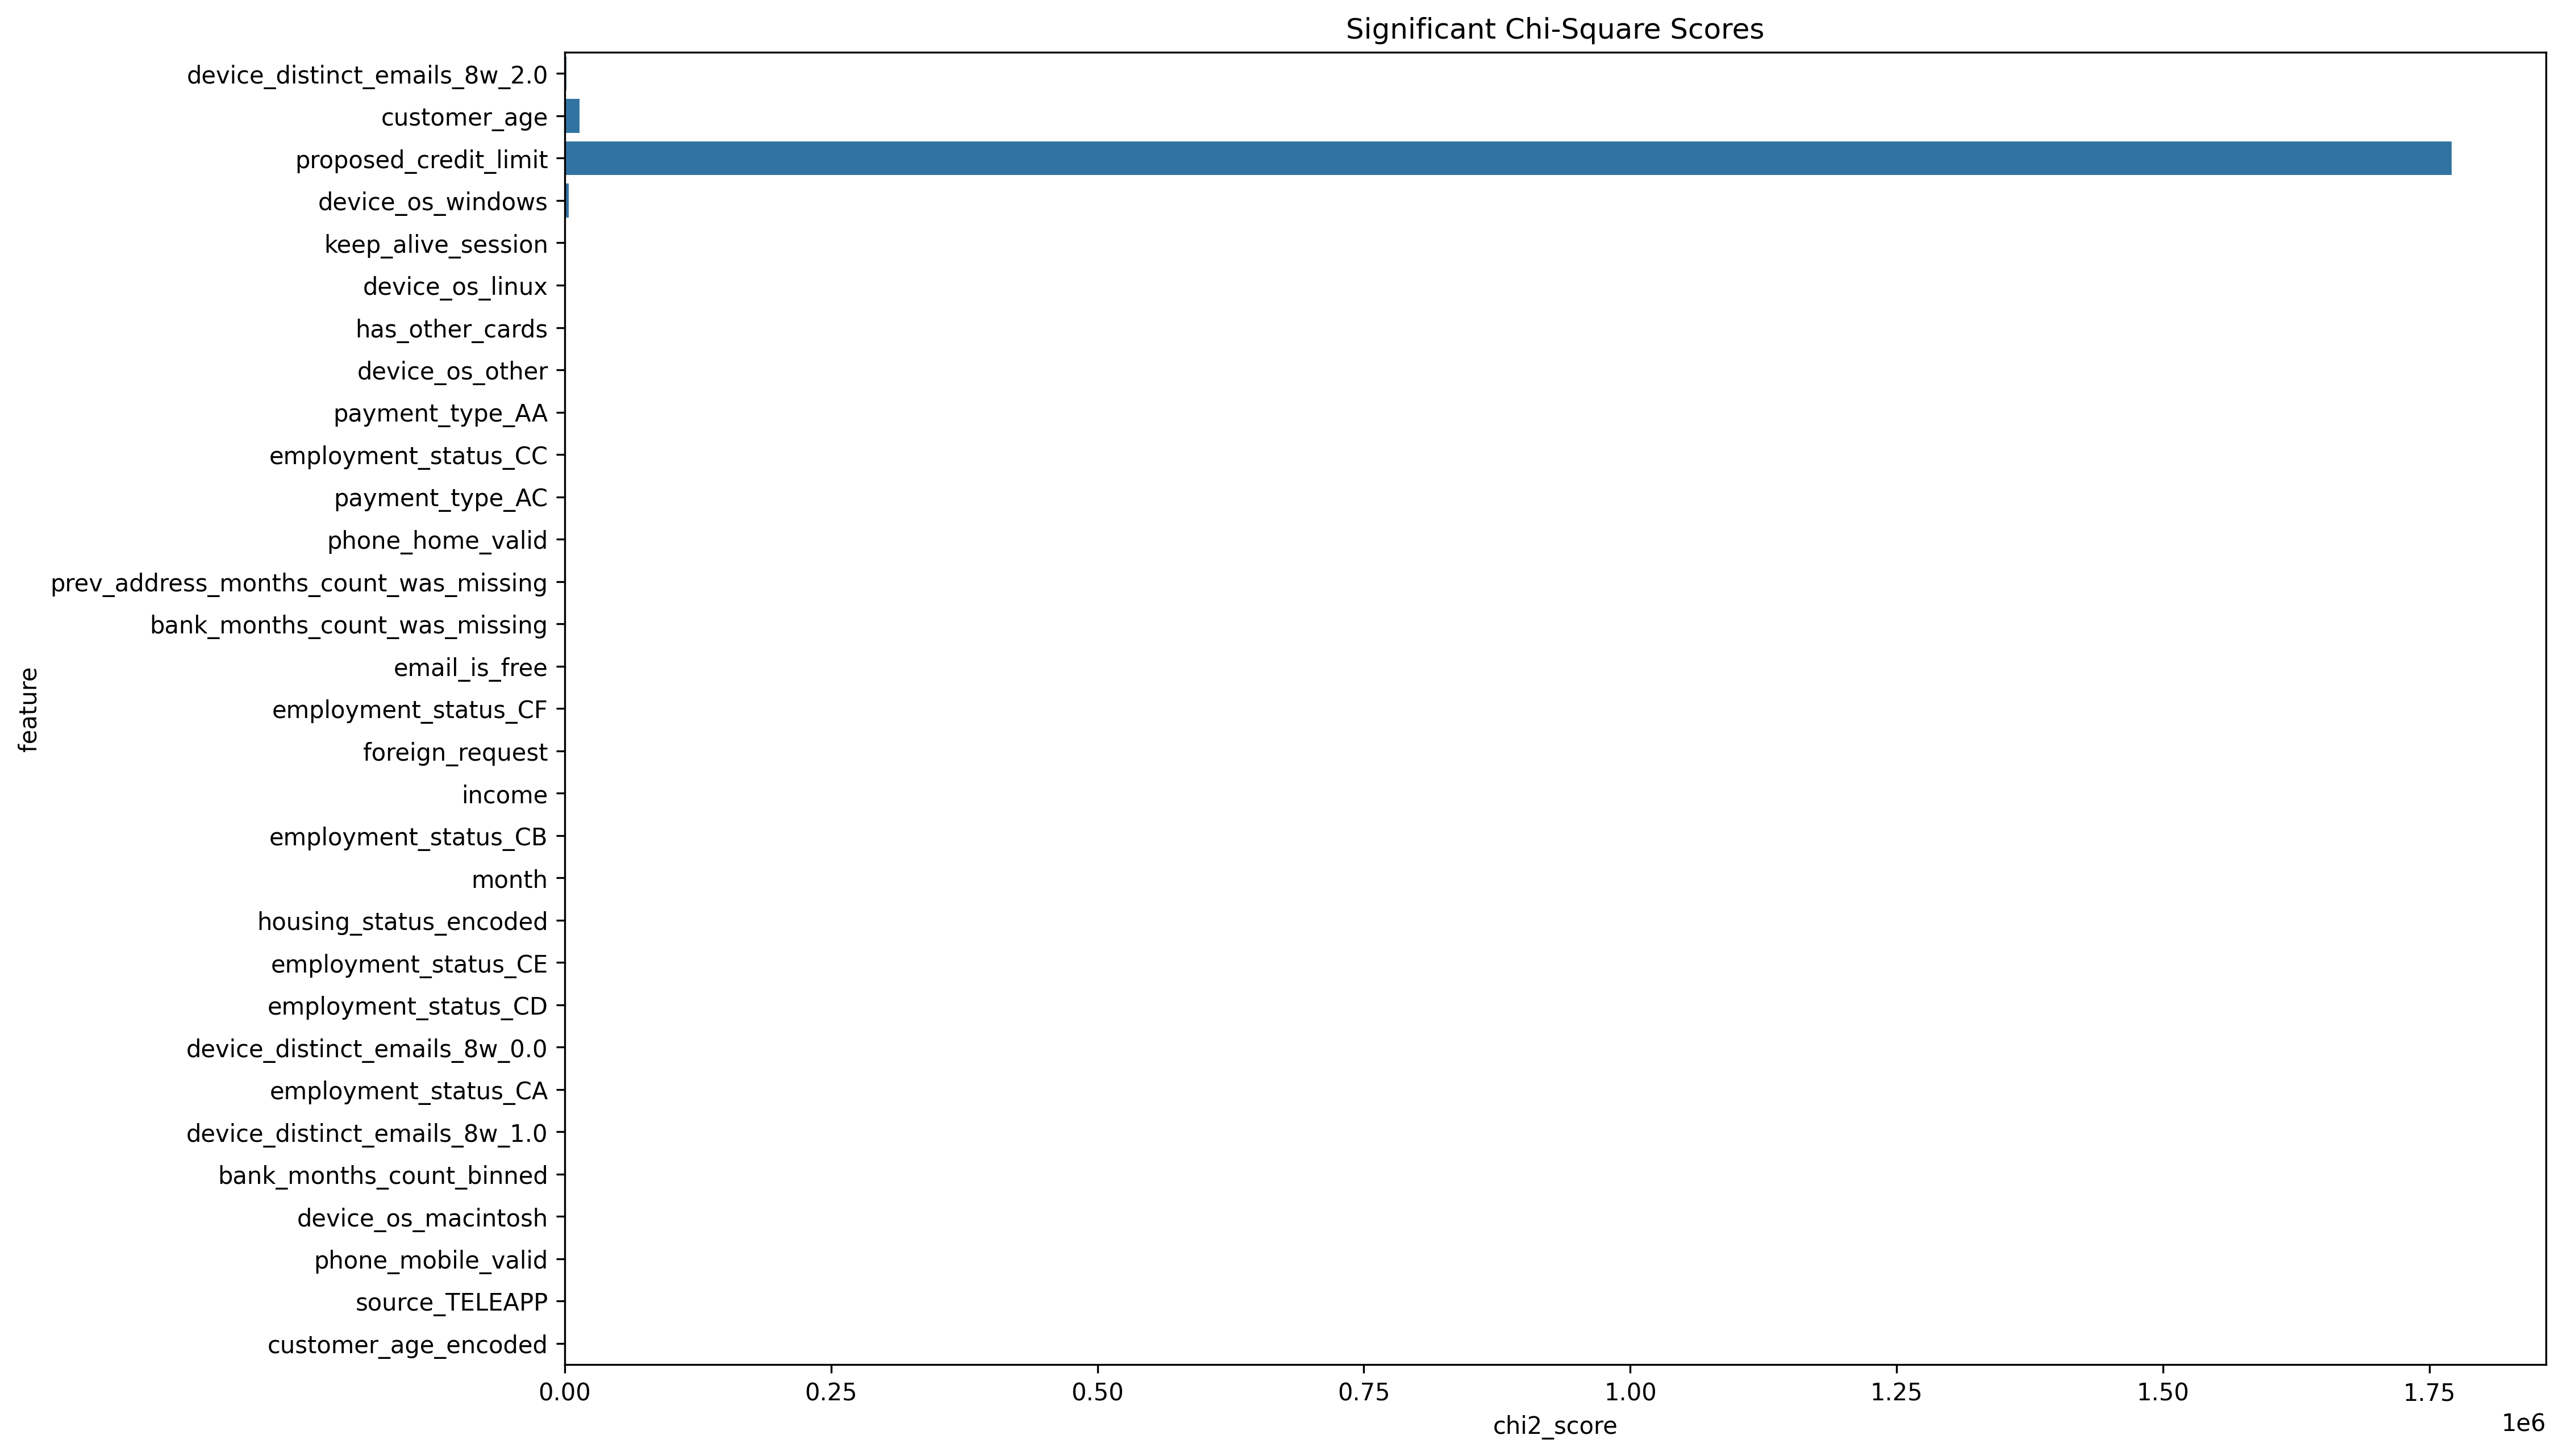 Significant Chi-Square Scores
device_distinct_emails_8w_2.0
customer_age
proposed_credit_limit
device_os_windows
keep_alive_session
device_os_linux
has_other_cards
device_os_other
payment_type_AA
employment_status_CC
payment_type_AC
phone_home_valid
prev_address_months_count_was_missing
bank_months_count_was_missing
email_is_free
employment_status_CF
foreign_request
income
employment_status_CB
month
housing_status_encoded
employment_status_CE
employment_status_CD
device_distinct_emails_8w_0.0
employment_status_CA
device_distinct_emails_8w_1.0
bank_months_count_binned
device_os_macintosh
phone_mobile_valid
source_TELEAPP
customer_age_encoded
feature
0.00 0.25 0.50 0.75 1.00 1.25 1.50 1.75
1e6
chi2_score